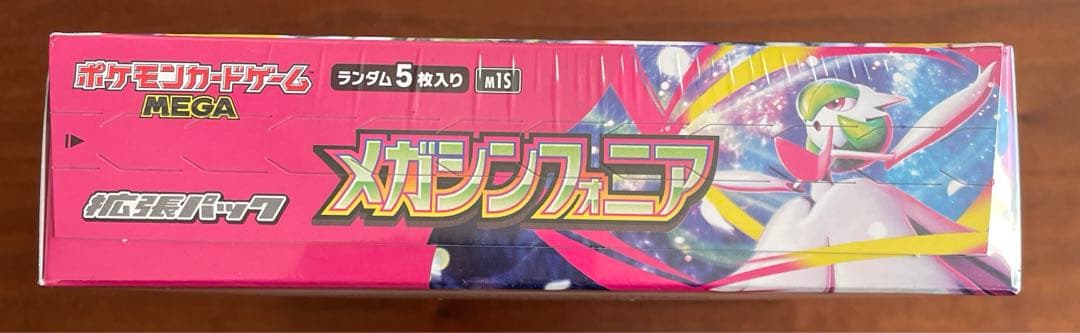 ポケモンカードゲーム
MEGA
ランダム5枚入り M1S
メガシンフォニア
拡張パック